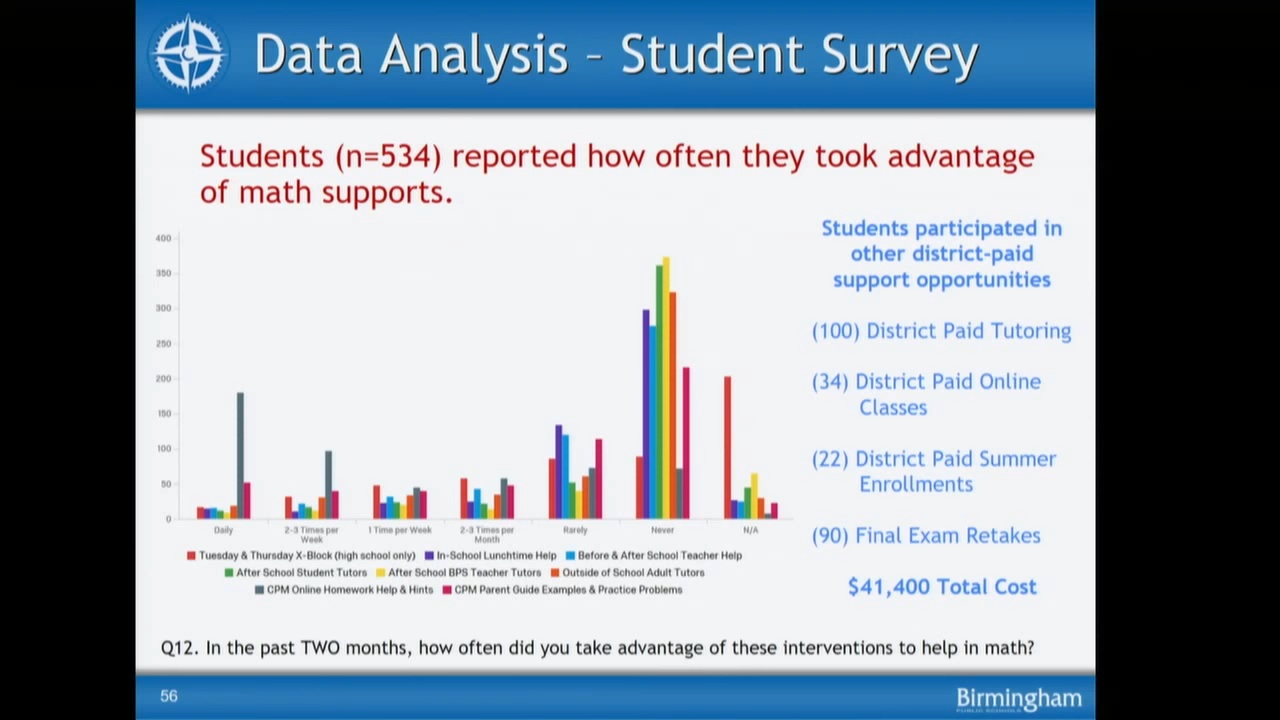 Data Analysis – Student Survey
Students (n=534) reported how often they took advantage
of math supports.
400
350
300
250
200
150
100
50
0
Daily
2-3 Times per
Week
1 Time per Week
2-3 Times per
Month
Rarely
Never
N/A
Tuesday & Thursday X-Block (high school only) In-School Lunchtime Help Before & After School Teacher Help
After School Student Tutors After School BPS Teacher Tutors Outside of School Adult Tutors
CPM Online Homework Help & Hints CPM Parent Guide Examples & Practice Problems
Students participated in
other district-paid
support opportunities
(100) District Paid Tutoring
(34) District Paid Online
Classes
(22) District Paid Summer
Enrollments
(90) Final Exam Retakes
$41,400 Total Cost
Q12. In the past TWO months, how often did you take advantage of these interventions to help in math?
56
Birmingham
PUBLIC SCHOOLS